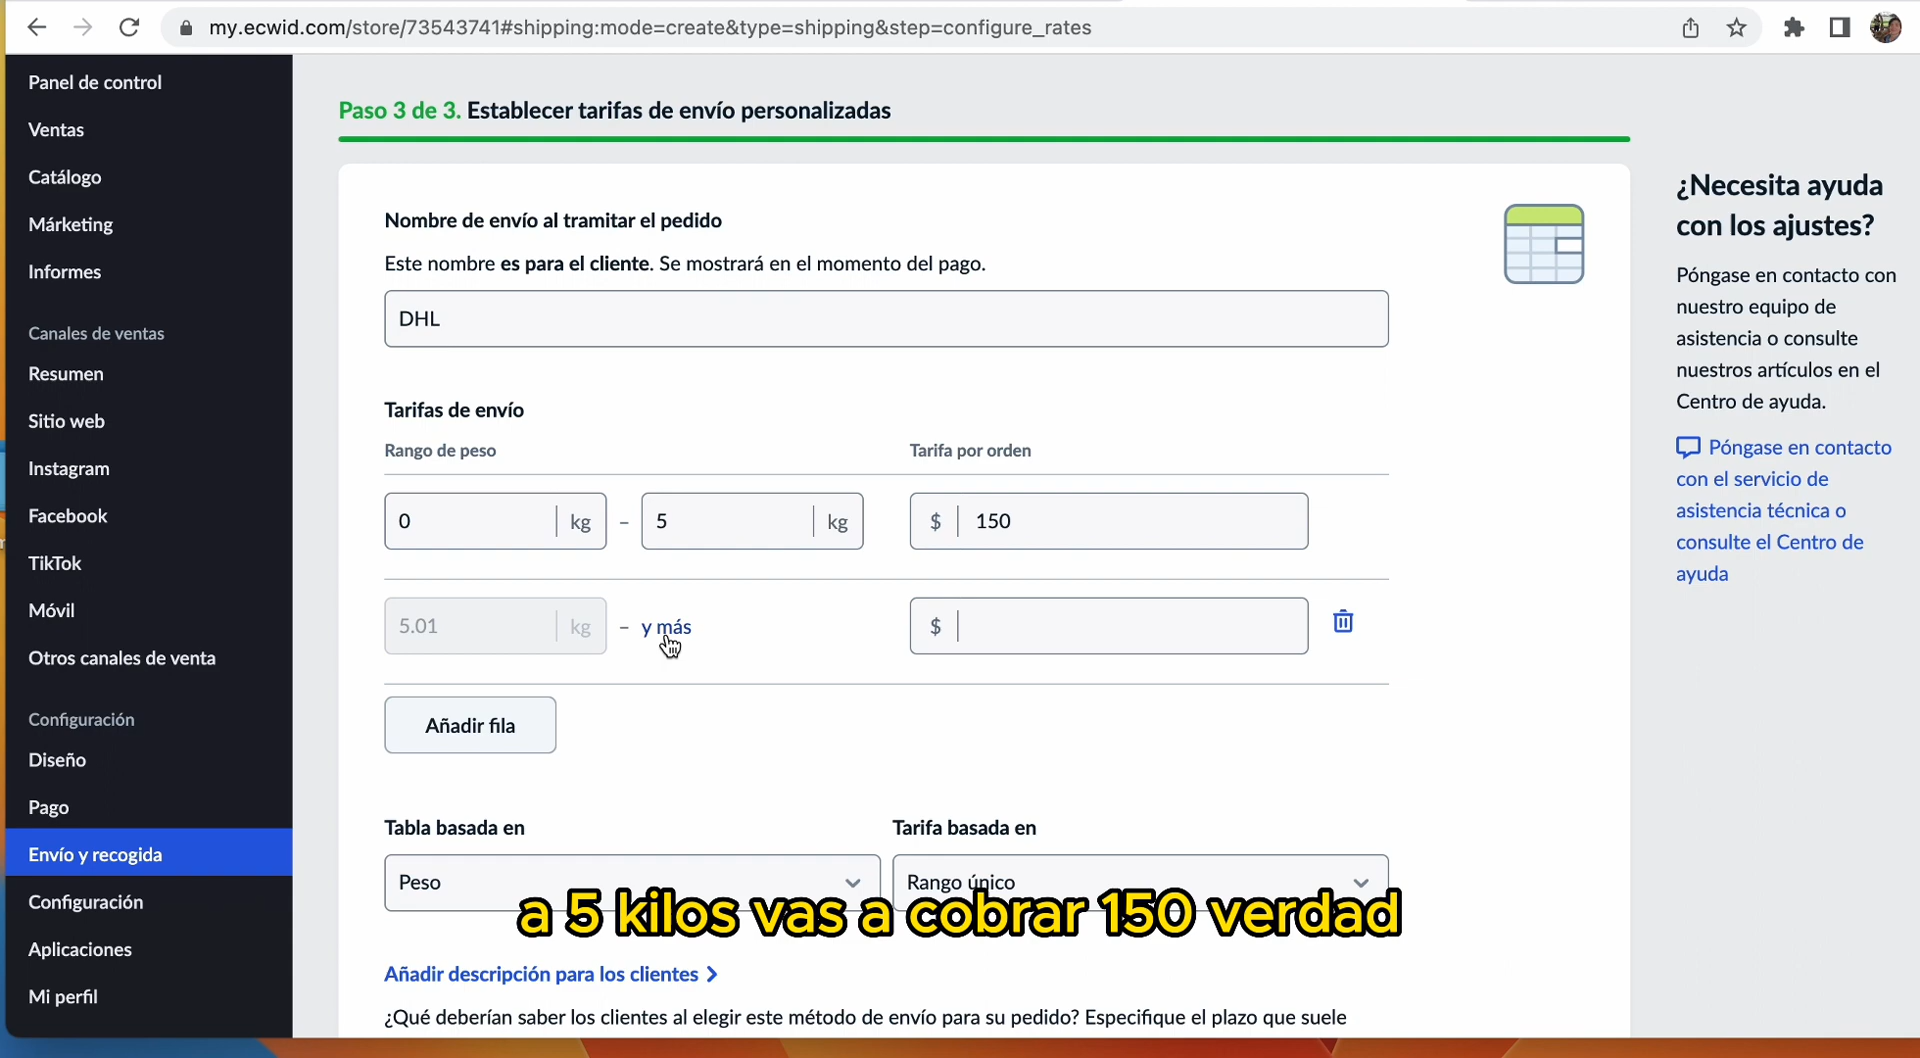 my.ecwid.com/store/73543741#shipping:mode=create&type=shipping&step=configure_rates
Panel de control
Ventas
Catálogo
Márketing
Informes
Canales de ventas
Resumen
Sitio web
Instagram
Facebook
TikTok
Móvil
Otros canales de venta
Configuración
Diseño
Pago
Envío y recogida
Configuración
Aplicaciones
Mi perfil
Paso 3 de 3. Establecer tarifas de envío personalizadas
Nombre de envío al tramitar el pedido
Este nombre es para el cliente. Se mostrará en el momento del pago.
DHL
Tarifas de envío
Rango de peso Tarifa por orden
0 kg – 5 kg $ 150
5.01 kg – y más $
Añadir fila
Tabla basada en Tarifa basada en
Peso Rango único
a 5 kilos vas a cobrar 150 verdad
Añadir descripción para los clientes
¿Qué deberían saber los clientes al elegir este método de envío para su pedido? Especifique el plazo que suele
¿Necesita ayuda
con los ajustes?
Póngase en contacto con
nuestro equipo de
asistencia o consulte
nuestros artículos en el
Centro de ayuda.
Póngase en contacto
con el servicio de
asistencia técnica o
consulte el Centro de
ayuda